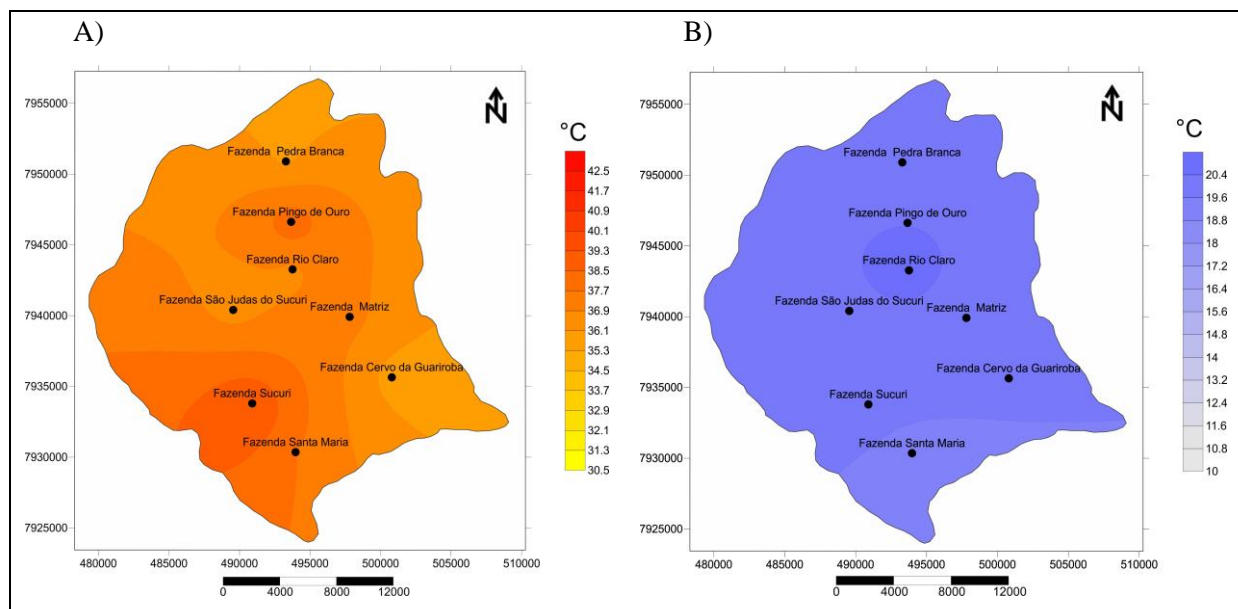 A)
N
7955000
7950000
7945000
7940000
7935000
7930000
7925000
Fazenda Pedra Branca
Fazenda Pingo de Ouro
Fazenda Rio Claro
Fazenda São Judas do Sucuri
Fazenda Matriz
Fazenda Cervo da Guariroba
Fazenda Sucuri
Fazenda Santa Maria
480000 485000 490000 495000 500000 505000 510000
0 4000 8000 12000
°C
42.5
41.7
40.9
40.1
39.3
38.5
37.7
36.9
36.1
35.3
34.5
33.7
32.9
32.1
31.3
30.5
B)
N
7955000
7950000
7945000
7940000
7935000
7930000
7925000
Fazenda Pedra Branca
Fazenda Pingo de Ouro
Fazenda Rio Claro
Fazenda São Judas do Sucuri
Fazenda Matriz
Fazenda Cervo da Guariroba
Fazenda Sucuri
Fazenda Santa Maria
480000 485000 490000 495000 500000 505000 510000
0 4000 8000 12000
°C
20.4
19.6
18.8
18
17.2
16.4
15.6
14.8
14
13.2
12.4
11.6
10.8
10